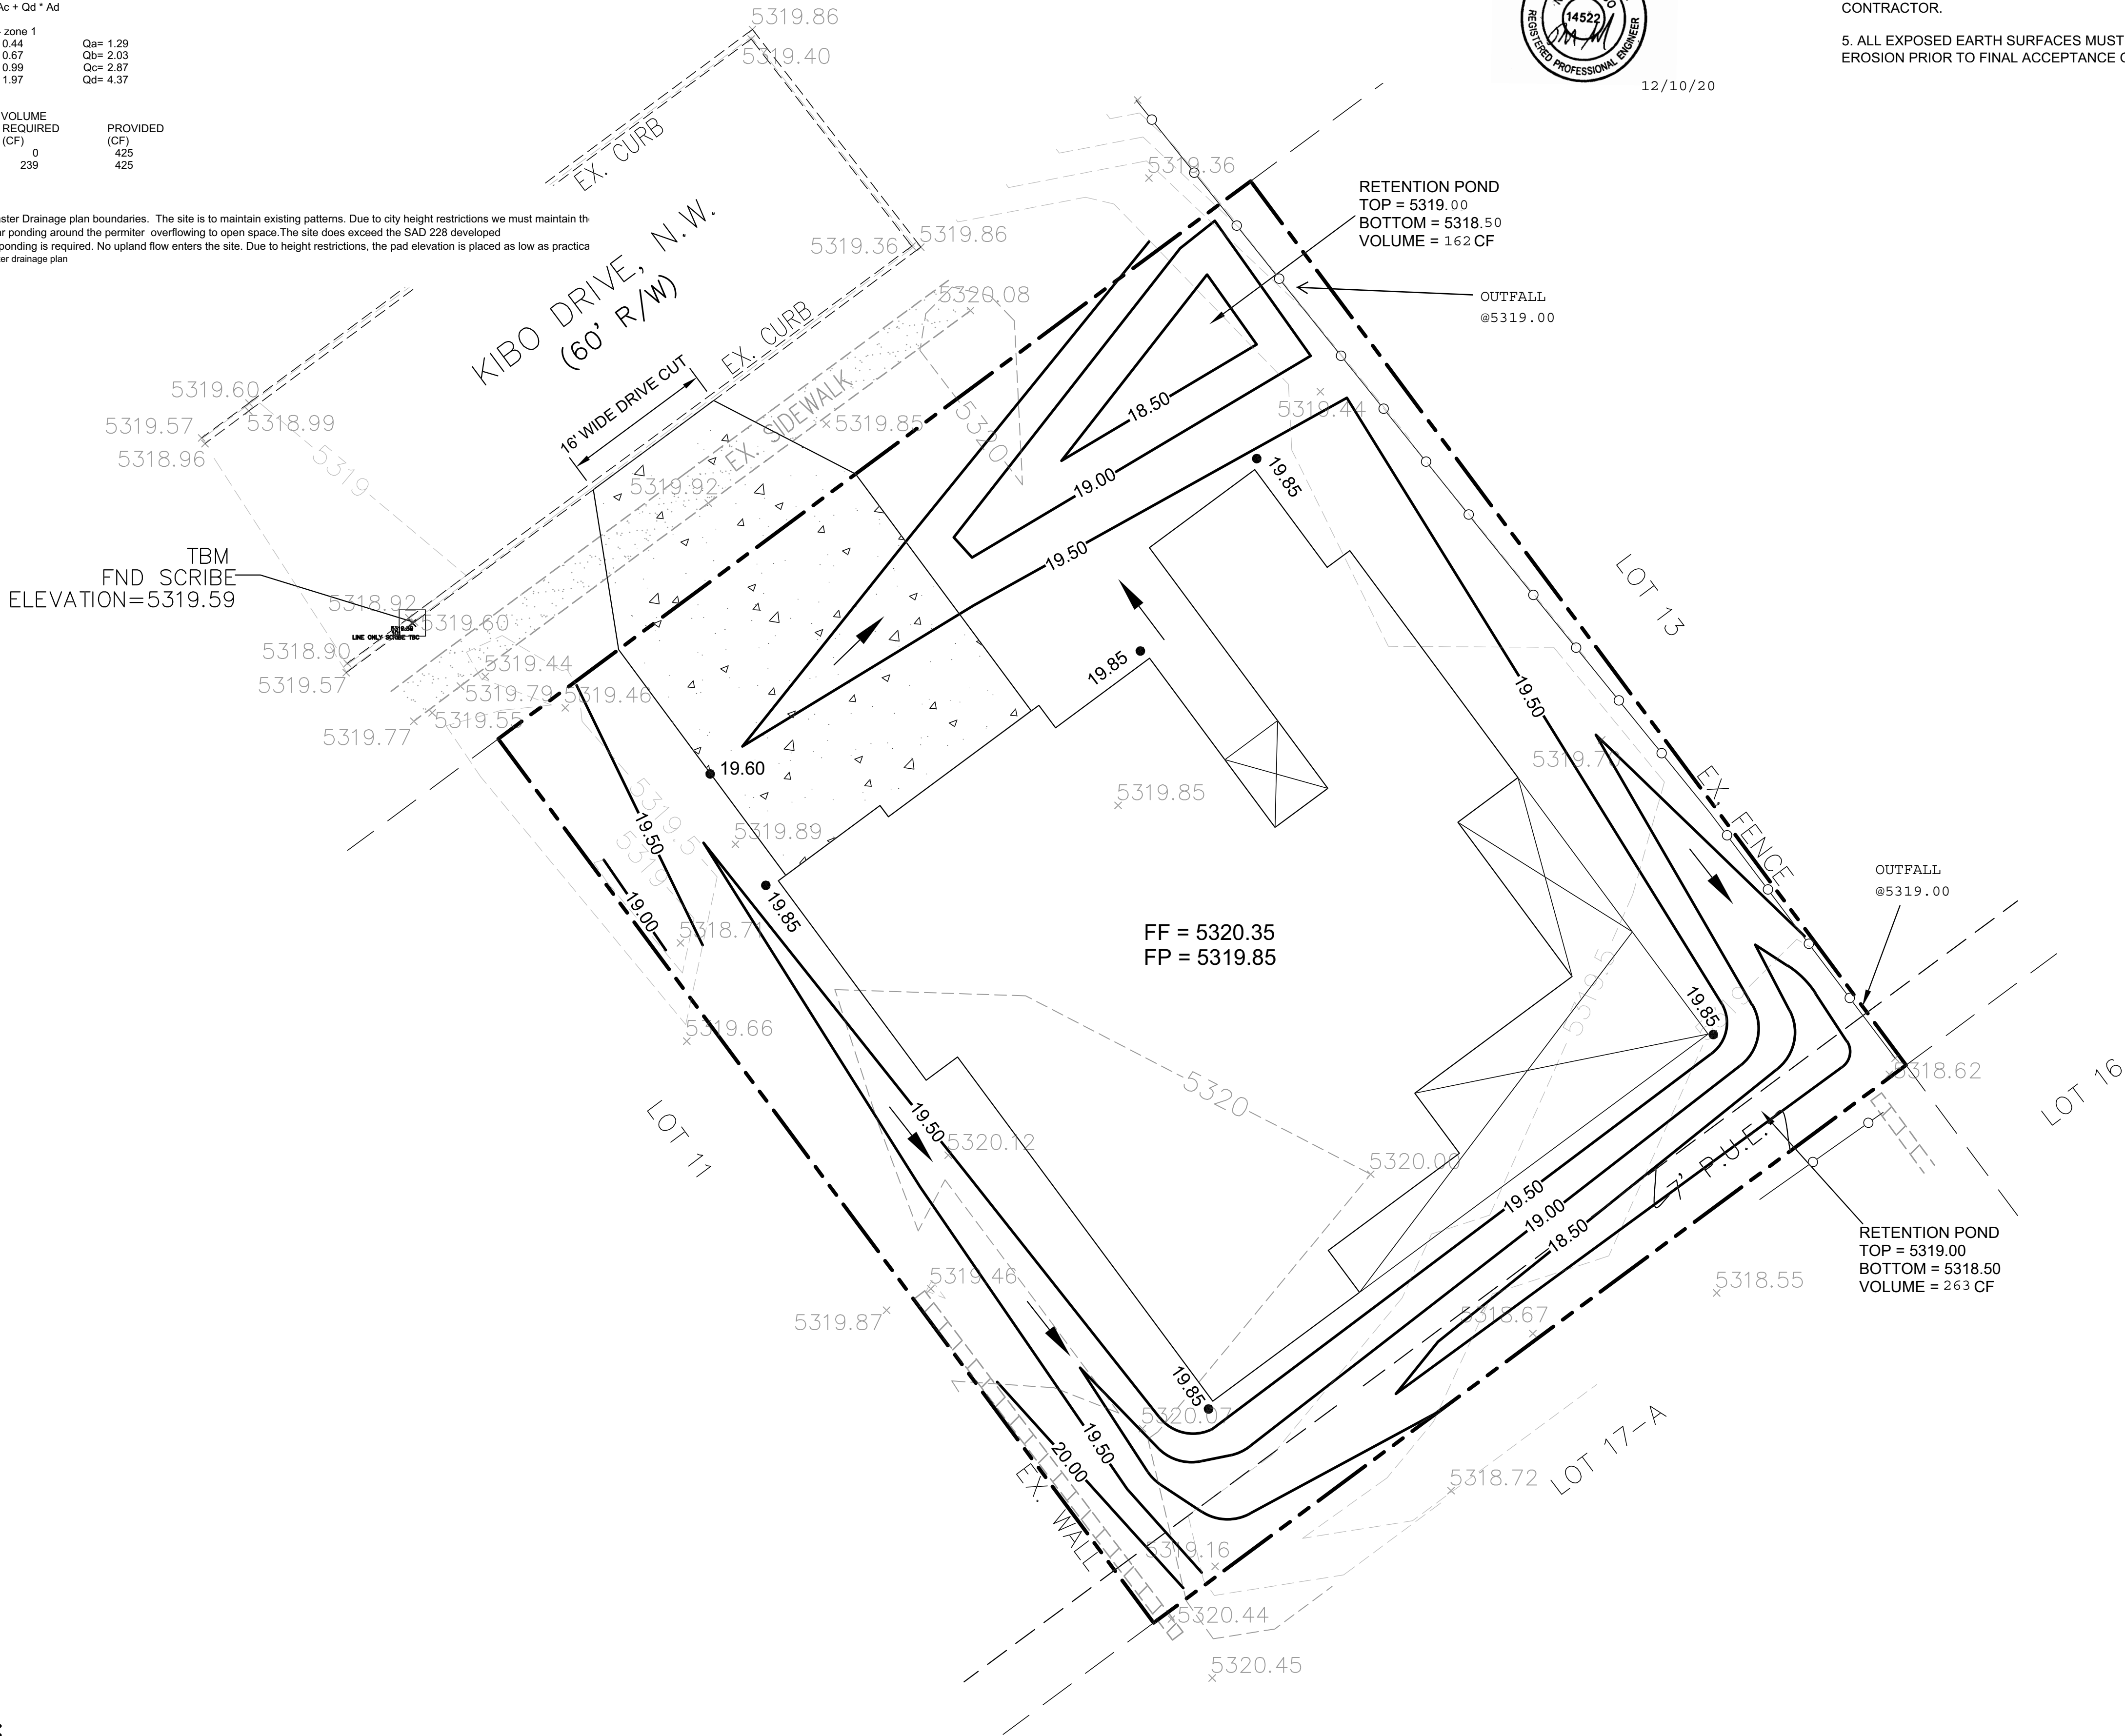 Ac + Qd * Ad
zone 1
0.44 Qa= 1.29
0.67 Qb= 2.03
0.99 Qc= 2.87
1.97 Qd= 4.37
VOLUME
REQUIRED PROVIDED
(CF) (CF)
0 425
239 425
Drainage plan boundaries. The site is to maintain existing patterns. Due to city height restrictions we must maintain
ponding around the permiter overflowing to open space.The site does exceed the SAD 228 developed
ponding is required. No upland flow enters the site. Due to height restrictions, the pad elevation is placed as low as
drainage plan
14522
REGISTERED PROFESSIONAL ENGINEER
12/10/20
CONTRACTOR.
5. ALL EXPOSED EARTH SURFACES MUST
EROSION PRIOR TO FINAL ACCEPTANCE
5319.86
5319.40
EX. CURB
5319.36
RETENTION POND
TOP = 5319.00
BOTTOM = 5318.50
VOLUME = 162 CF
OUTFALL
@5319.00
KIBO DRIVE, N.W.
(60' R/W)
5319.36
5319.86
5320.08
EX. CURB
16' WIDE DRIVE CUT
EX. SIDEWALK
5319.85
5320
5319.44
5319.60
5319.57
5318.99
5318.96
5319
5319.92
18.50
19.00
19.50
19.85
TBM
FND SCRIBE
ELEVATION=5319.59
5318.92
5319.60
5319.59
LINE ONLY SCRIBE TBC
5318.90
5319.57
5319.44
5319.79
5319.46
5319.55
5319.77
LOT 13
19.85
19.50
19.60
5319.85
5319.89
5319.5
5319
19.50
19.00
5318.71
19.85
EX. FENCE
OUTFALL
@5319.00
FF = 5320.35
FP = 5319.85
5319.66
5319.5
19.85
5318.62
LOT 16
LOT 11
19.50
5320.12
5320
5320.00
7' P.U.E.
19.50
19.00
18.50
RETENTION POND
TOP = 5319.00
BOTTOM = 5318.50
VOLUME = 263 CF
5318.55
5319.46
5319.87
5318.67
19.85
5320.07
19.50
20.00
EX. WALL
5318.72
LOT 17-A
5319.16
5320.44
5320.45